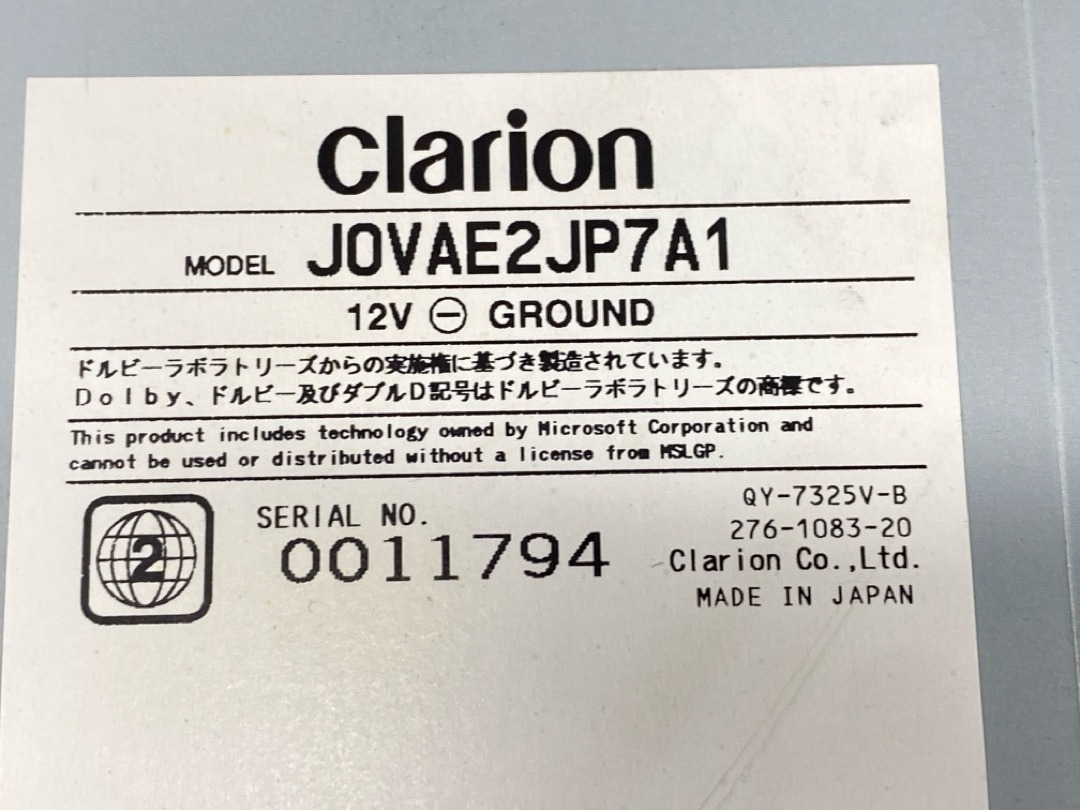 clarion
MODEL JOVAE2JP7A1
12V ⊖ GROUND
ドルビーラボラトリーズからの実施権に基づき製造されています。
Dolby、ドルビー及びダブルD記号はドルビーラボラトリーズの商標です。
This product includes technology owned by Microsoft Corporation and
cannot be used or distributed without a license from MSLGP.
2
SERIAL NO.
0011794
QY-7325V-B
276-1083-20
Clarion Co.,Ltd.
MADE IN JAPAN